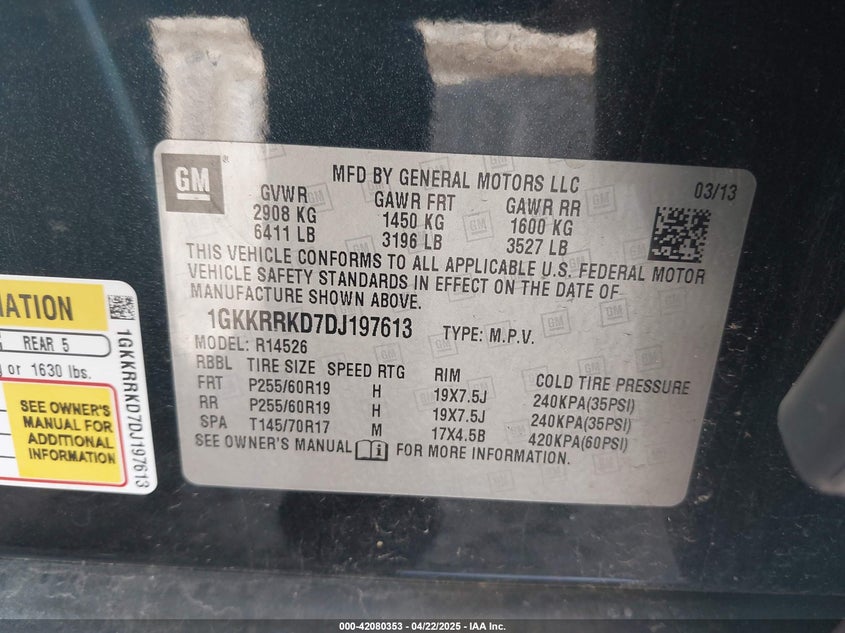 GM
®
MFD BY GENERAL MOTORS LLC
03/13
GVWR GAWR FRT GAWR RR
2908 KG 1450 KG 1600 KG
6411 LB 3196 LB 3527 LB
THIS VEHICLE CONFORMS TO ALL APPLICABLE U.S. FEDERAL MOTOR
VEHICLE SAFETY STANDARDS IN EFFECT ON THE DATE OF
MANUFACTURE SHOWN ABOVE.
1GKKRRKD7DJ197613 TYPE: M.P.V.
MODEL: R14526
RBBL TIRE SIZE SPEED RTG RIM COLD TIRE PRESSURE
FRT P255/60R19 H 19X7.5J 240KPA(35PSI)
RR P255/60R19 H 19X7.5J 240KPA(35PSI)
SPA T145/70R17 M 17X4.5B 420KPA(60PSI)
SEE OWNER'S MANUAL FOR MORE INFORMATION.
MATION
REAR 5
or 1630 lbs.
SEE OWNER'S
MANUAL FOR
ADDITIONAL
INFORMATION
1GKKRRKD7DJ197613
000-42080353 - 04/22/2025 - IAA Inc.